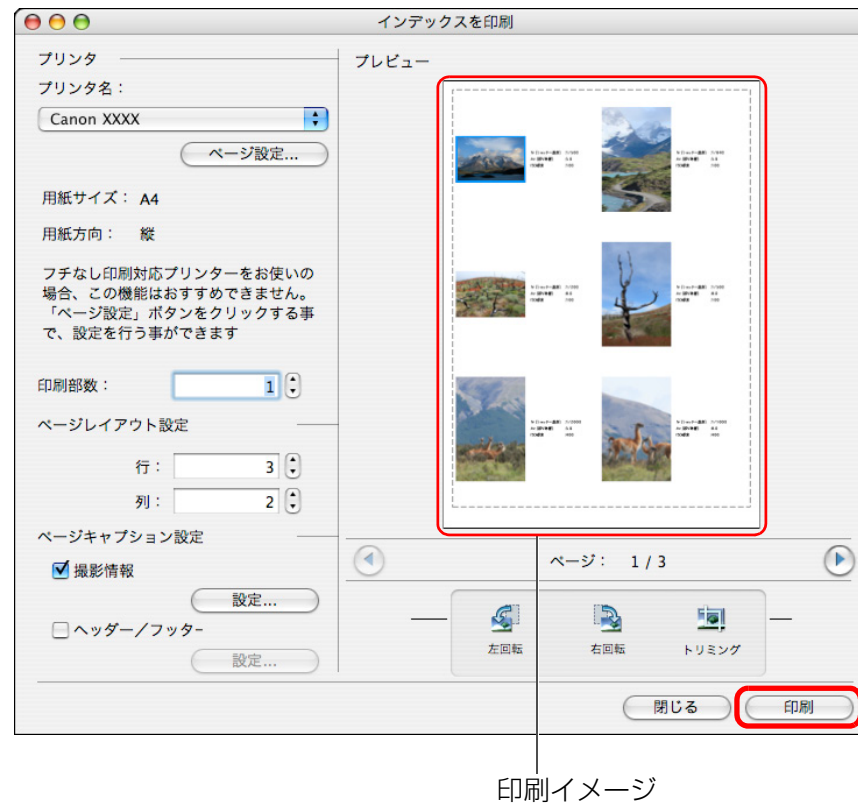 インデックスを印刷
プリンタ
プリンタ名：
Canon XXXX
ページ設定...
用紙サイズ： A4
用紙方向： 縦
フチなし印刷対応プリンターをお使いの
場合、この機能はおすすめできません。
「ページ設定」ボタンをクリックする事
で、設定を行う事ができます
印刷部数： 1
ページレイアウト設定
行： 3
列： 2
ページキャプション設定
撮影情報
設定...
ヘッダー／フッター
設定...
プレビュー
ページ： 1 / 3
左回転 右回転 トリミング
閉じる 印刷
印刷イメージ